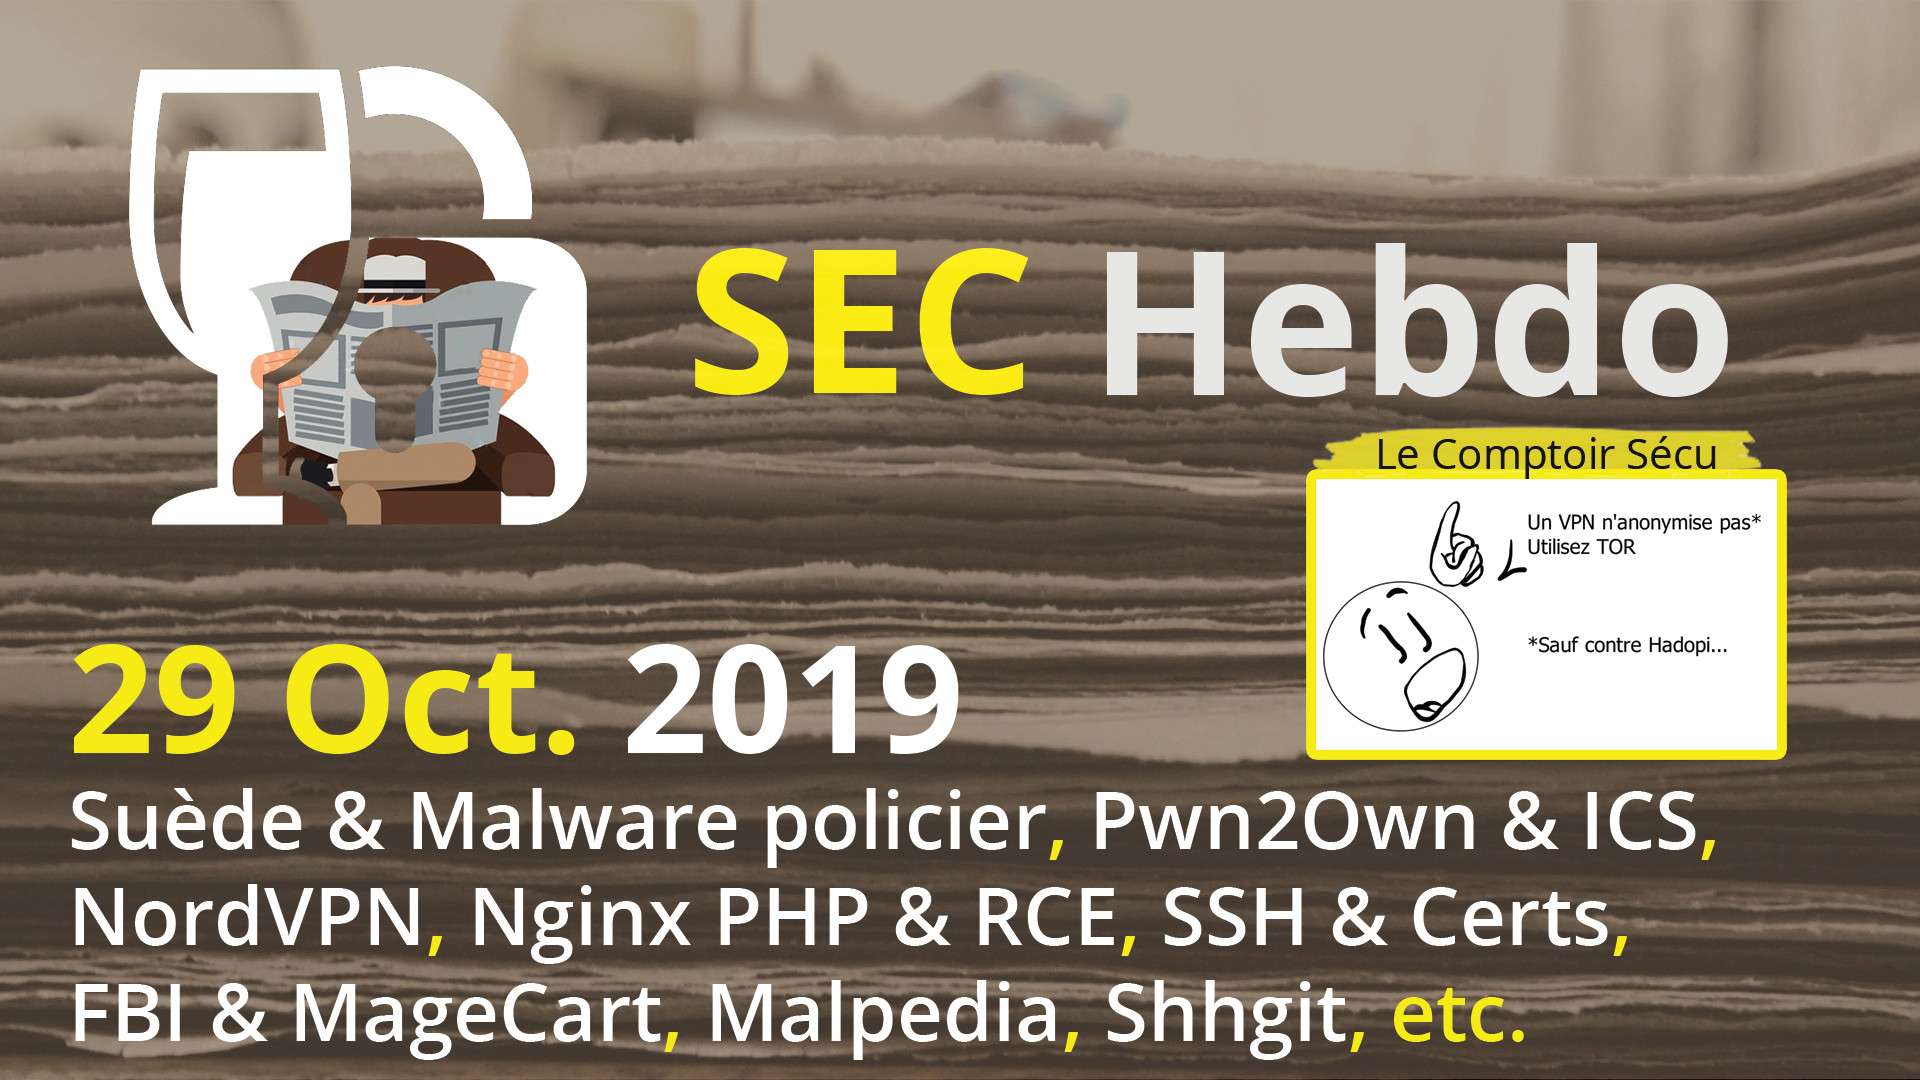 SEC Hebdo
Le Comptoir Sécu
Un VPN n'anonymise pas*
Utilisez TOR
*Sauf contre Hadopi...
29 Oct. 2019
Suède & Malware policier, Pwn2Own & ICS,
NordVPN, Nginx PHP & RCE, SSH & Certs,
FBI & MageCart, Malpedia, Shhgit, etc.